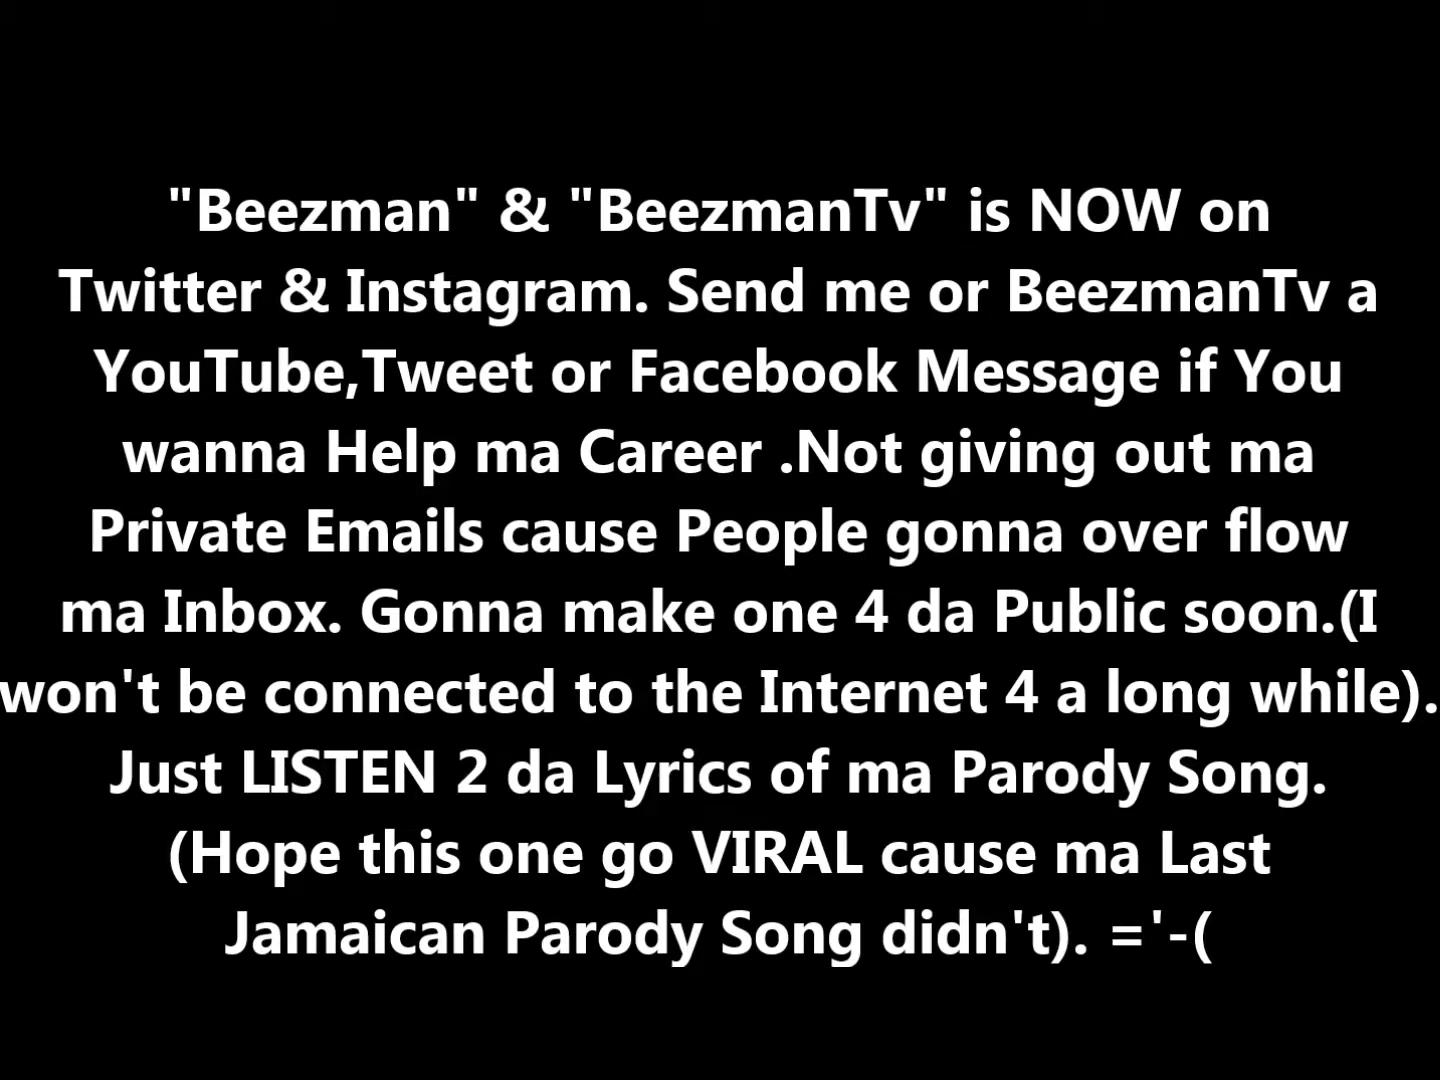 "Beezman" & "BeezmanTv" is NOW on
Twitter & Instagram. Send me or BeezmanTv a
YouTube,Tweet or Facebook Message if You
wanna Help ma Career .Not giving out ma
Private Emails cause People gonna over flow
ma Inbox. Gonna make one 4 da Public soon.(I
won't be connected to the Internet 4 a long while).
Just LISTEN 2 da Lyrics of ma Parody Song.
(Hope this one go VIRAL cause ma Last
Jamaican Parody Song didn't). ='-(